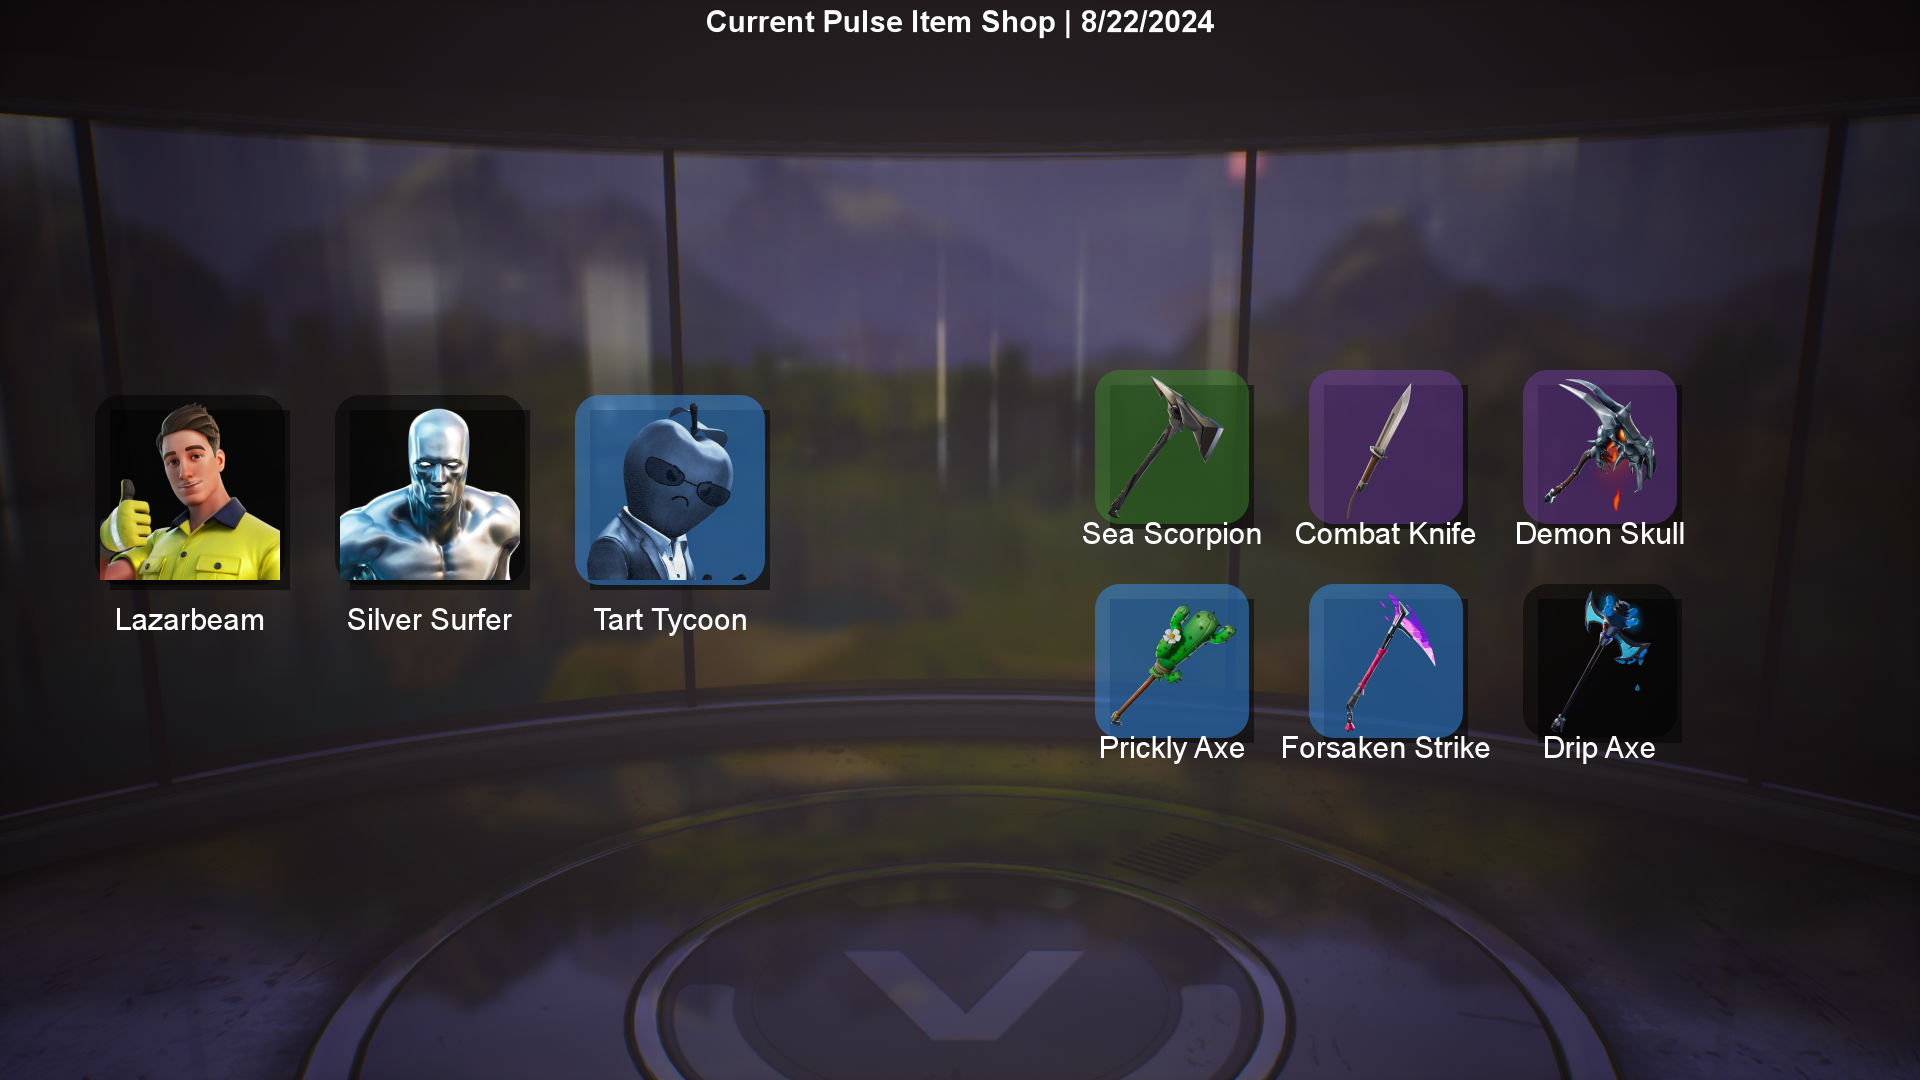 Current Pulse Item Shop | 8/22/2024
Lazarbeam
Silver Surfer
Tart Tycoon
Sea Scorpion
Combat Knife
Demon Skull
Prickly Axe
Forsaken Strike
Drip Axe